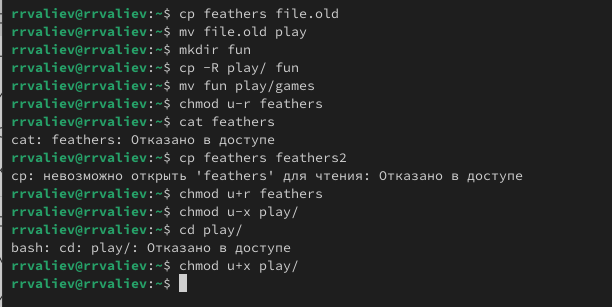 rrvaliev@rrvaliev:~$ cp feathers file.old
rrvaliev@rrvaliev:~$ mv file.old play
rrvaliev@rrvaliev:~$ mkdir fun
rrvaliev@rrvaliev:~$ cp -R play/ fun
rrvaliev@rrvaliev:~$ mv fun play/games
rrvaliev@rrvaliev:~$ chmod u-r feathers
rrvaliev@rrvaliev:~$ cat feathers
cat: feathers: Отказано в доступе
rrvaliev@rrvaliev:~$ cp feathers feathers2
cp: невозможно открыть 'feathers' для чтения: Отказано в доступе
rrvaliev@rrvaliev:~$ chmod u+r feathers
rrvaliev@rrvaliev:~$ chmod u-x play/
rrvaliev@rrvaliev:~$ cd play/
bash: cd: play/: Отказано в доступе
rrvaliev@rrvaliev:~$ chmod u+x play/
rrvaliev@rrvaliev:~$